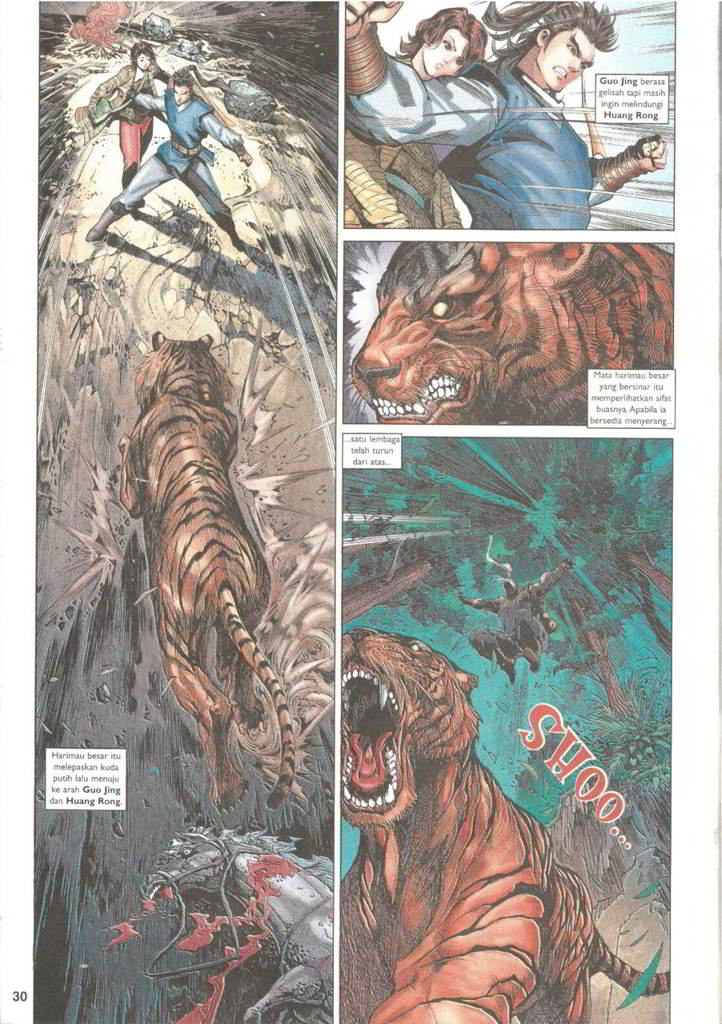 Harimau besar itu
melepaskan kuda
putih lalu menuju
ke arah Guo Jing
dan Huang Rong.
Guo Jing berasa
gelisah tapi masih
ingin melindungi
Huang Rong.
Mata harimau besar
yang bersinar itu
memperlihatkan sifat
buasnya. Apabila ia
bersedia menyerang...
...satu lembaga
telah turun
dari atas...
SHOO...
30